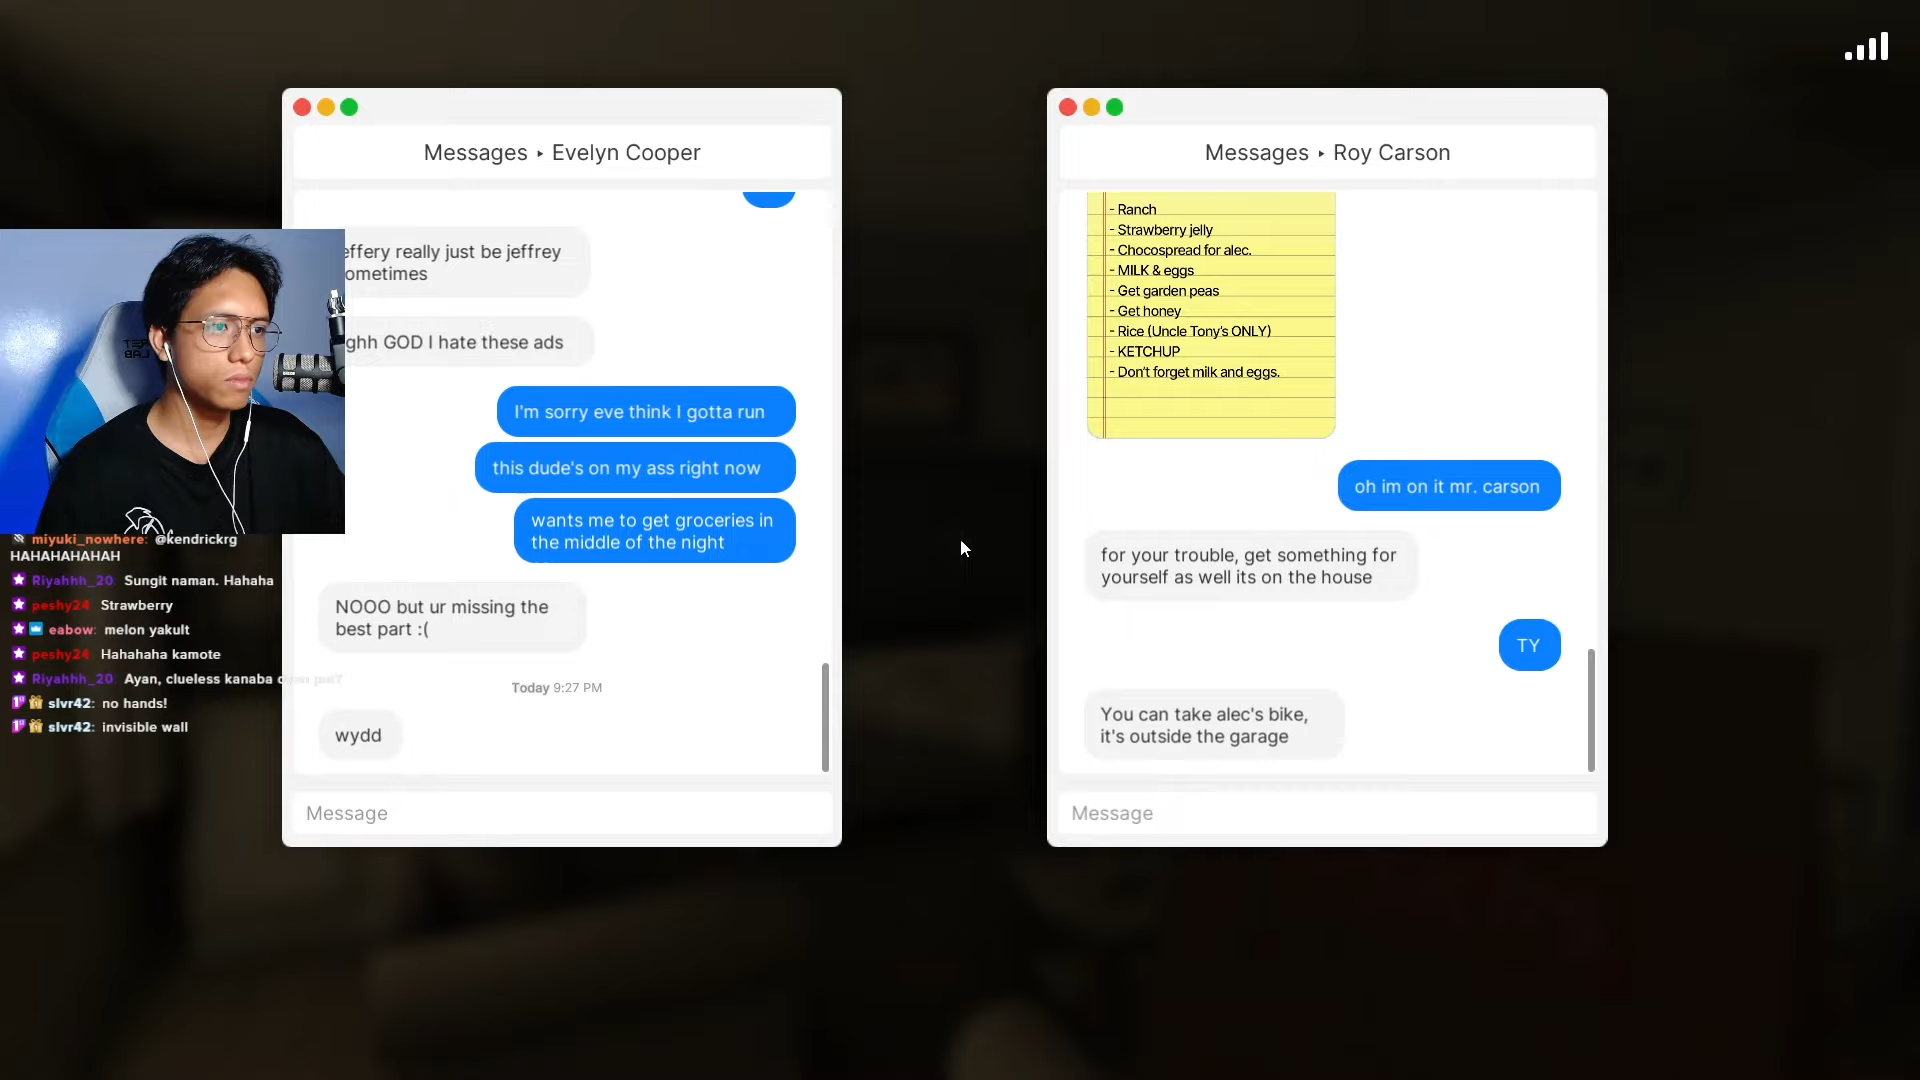 Messages ▸ Evelyn Cooper
effery really just be jeffrey
ometimes
ghh GOD I hate these ads
I'm sorry eve think I gotta run
this dude's on my ass right now
wants me to get groceries in
the middle of the night
NOOO but ur missing the
best part :(
Today 9:27 PM
wydd
Message
Messages ▸ Roy Carson
- Ranch
- Strawberry jelly
- Chocospread for alec.
- MILK & eggs
- Get garden peas
- Get honey
- Rice (Uncle Tony's ONLY)
- KETCHUP
- Don't forget milk and eggs.
oh im on it mr. carson
for your trouble, get something for
yourself as well its on the house
TY
You can take alec's bike,
it's outside the garage
Message
miyuki_nowhere: @kendrickrg
HAHAHAHAHAH
Riyahhh_20: Sungit naman. Hahaha
peshy24: Strawberry
eabow: melon yakult
peshy24: Hahahaha kamote
Riyahhh_20: Ayan, clueless kanaba
slvr42: no hands!
slvr42: invisible wall